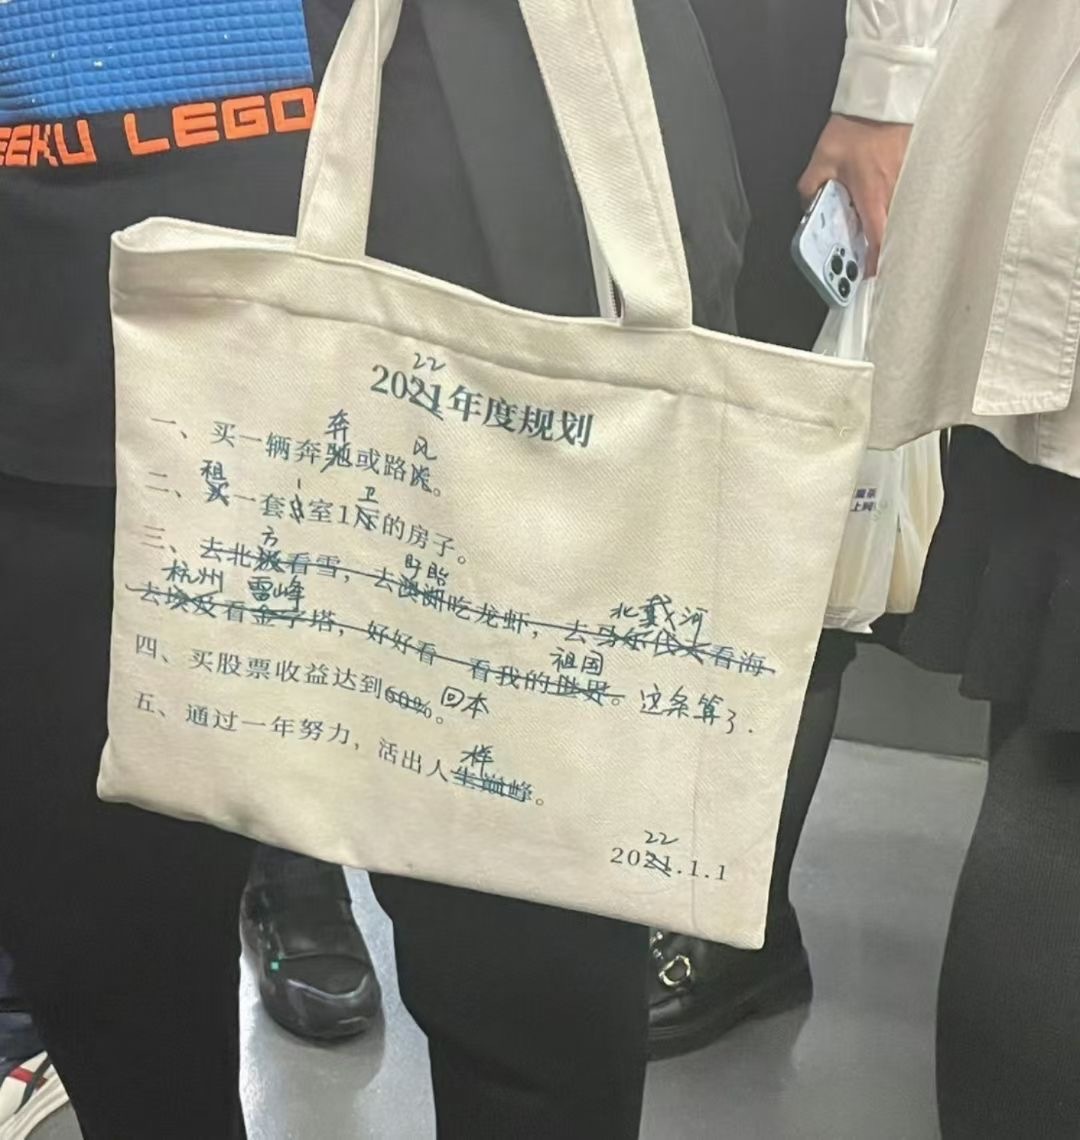 EEKU LEGO
22
2021年度规划
奔 风
一、买一辆奔驰或路虎。
租 1 卫
二、买一套 室1厅的房子。
方 盱眙
三、去北极看雪，去澳洲吃龙虾，去马尔代夫看海
北戴河
杭州 雷峰
去埃及看金字塔，好好看一看我的世界。这条算了.
祖国
四、买股票收益达到60%。回本
样
五、通过一年努力，活出人生巅峰。
22
2021.1.1